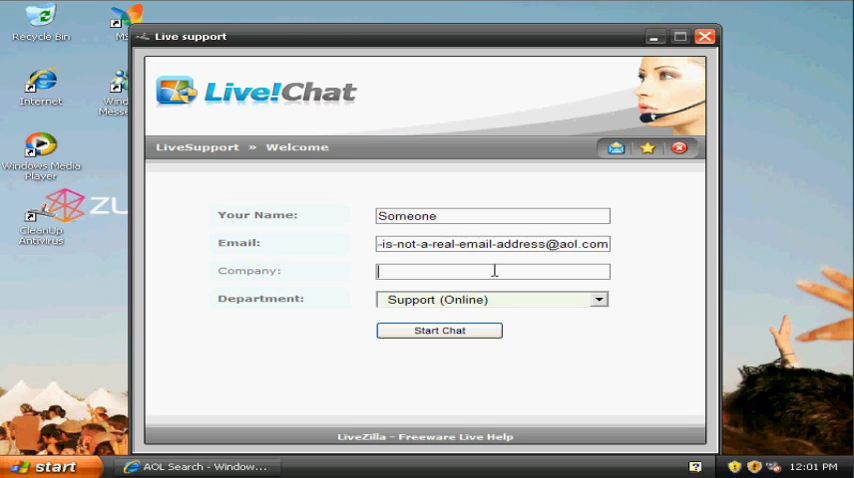 Recycle Bin
Internet
Windows Media
Player
CleanUp
Antivirus
ZU
Live support
Live!Chat
LiveSupport » Welcome
Your Name: Someone
Email: -is-not-a-real-email-address@aol.com
Company:
Department: Support (Online)
Start Chat
LiveZilla - Freeware Live Help
start
AOL Search - Window...
12:01 PM